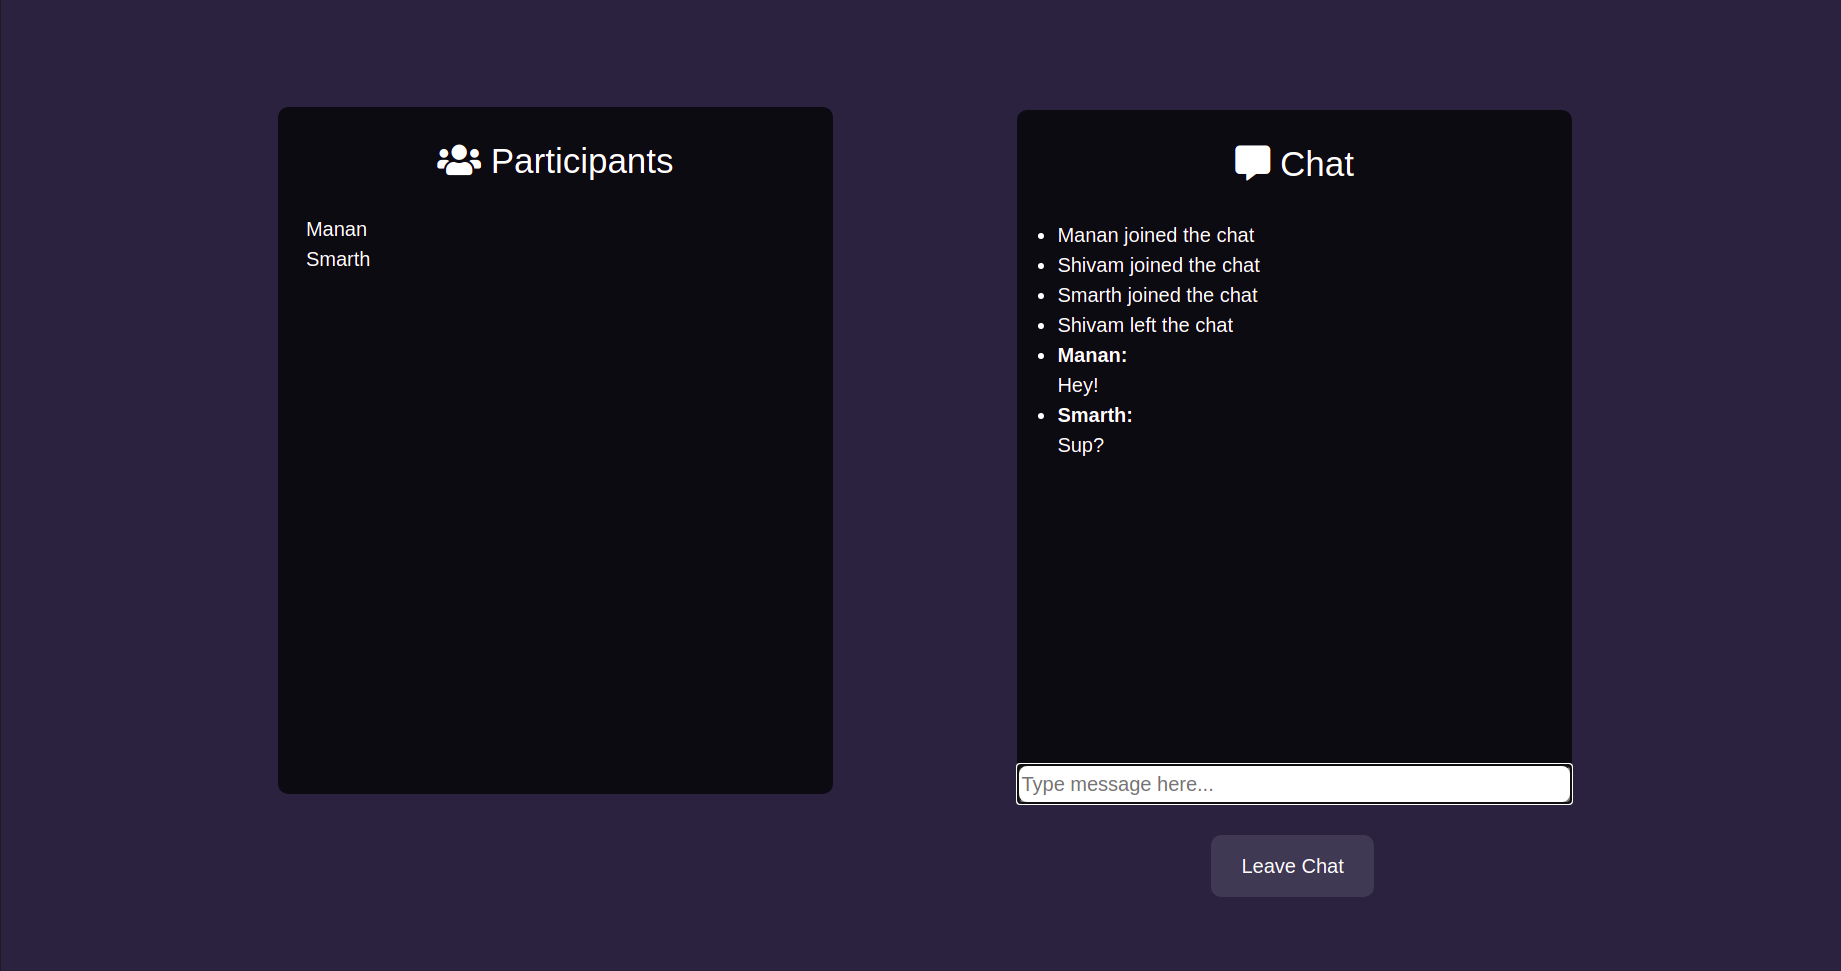 Participants
Manan
Smarth
Chat
Manan joined the chat
Shivam joined the chat
Smarth joined the chat
Shivam left the chat
Manan:
Hey!
Smarth:
Sup?
Type message here...
Leave Chat